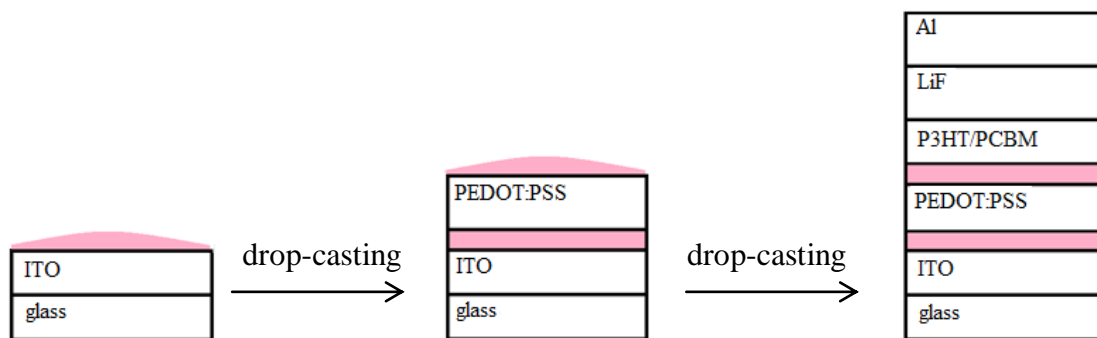 ITO
glass
drop-casting
PEDOT:PSS
ITO
glass
drop-casting
Al
LiF
P3HT/PCBM
PEDOT:PSS
ITO
glass